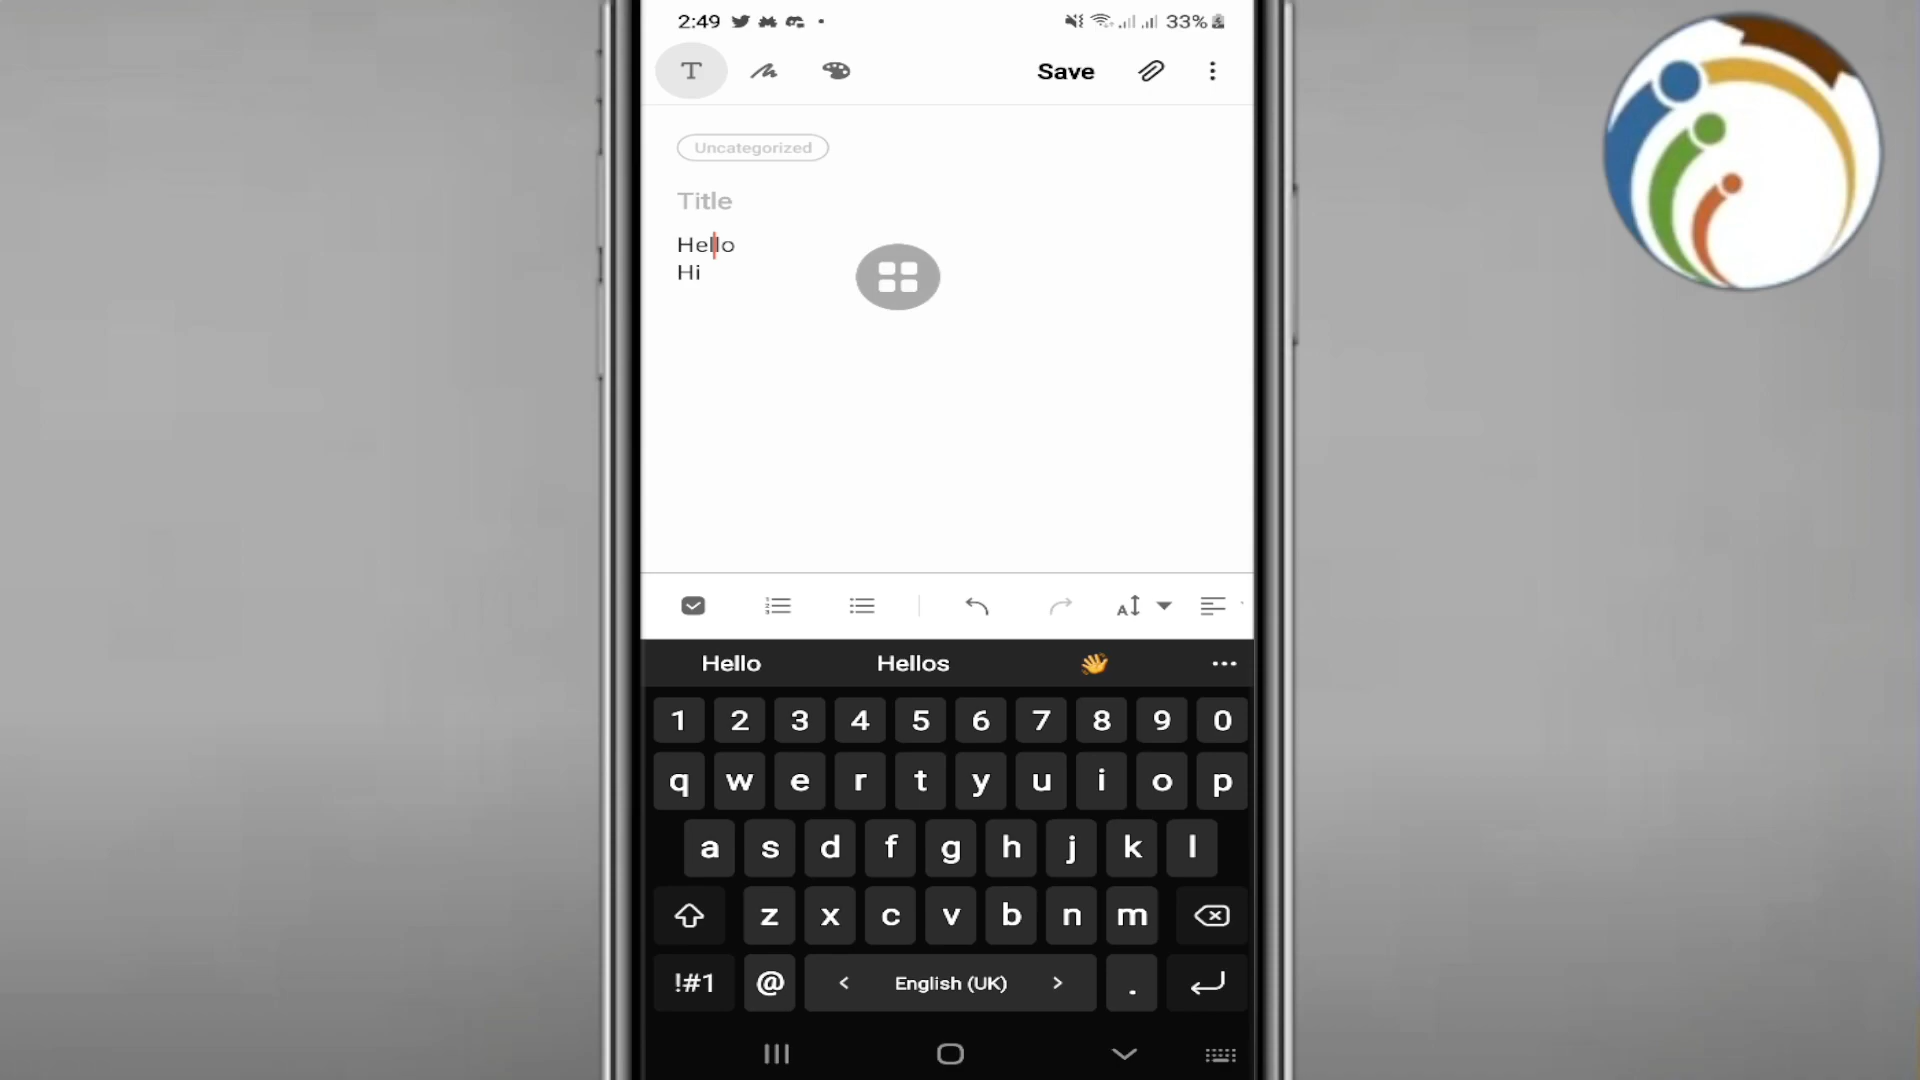 2:49 33%
T Save
Uncategorized
Title
Hello
Hi
A
Hello Hellos 👋
1 2 3 4 5 6 7 8 9 0
q w e r t y u i o p
a s d f g h j k l
z x c v b n m
!#1 @ < English (UK) > .